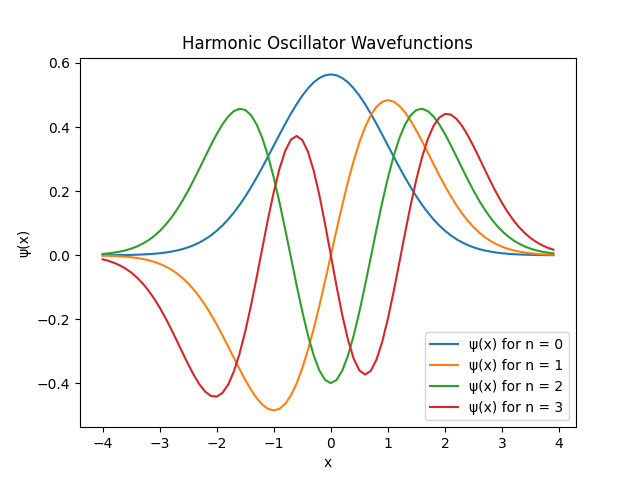 Harmonic Oscillator Wavefunctions
0.6
0.4
0.2
0.0
−0.2
−0.4
ψ(x)
ψ(x) for n = 0
ψ(x) for n = 1
ψ(x) for n = 2
ψ(x) for n = 3
−4 −3 −2 −1 0 1 2 3 4
x